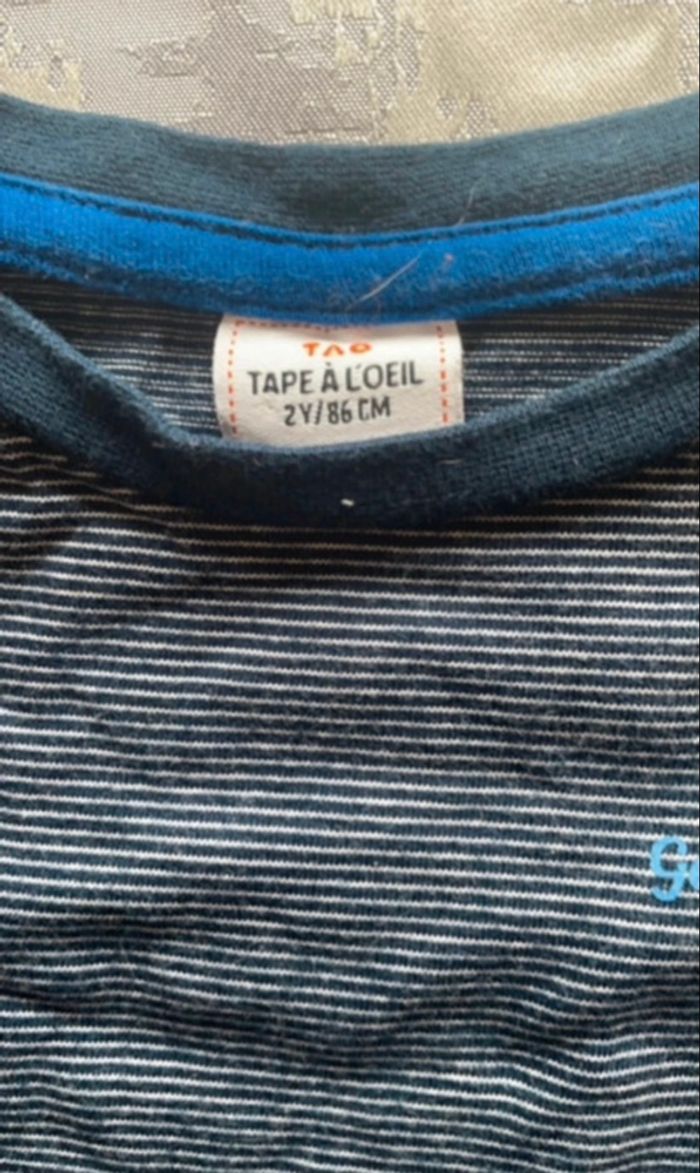 TAO
TAPE À L'OEIL
2Y/86 CM